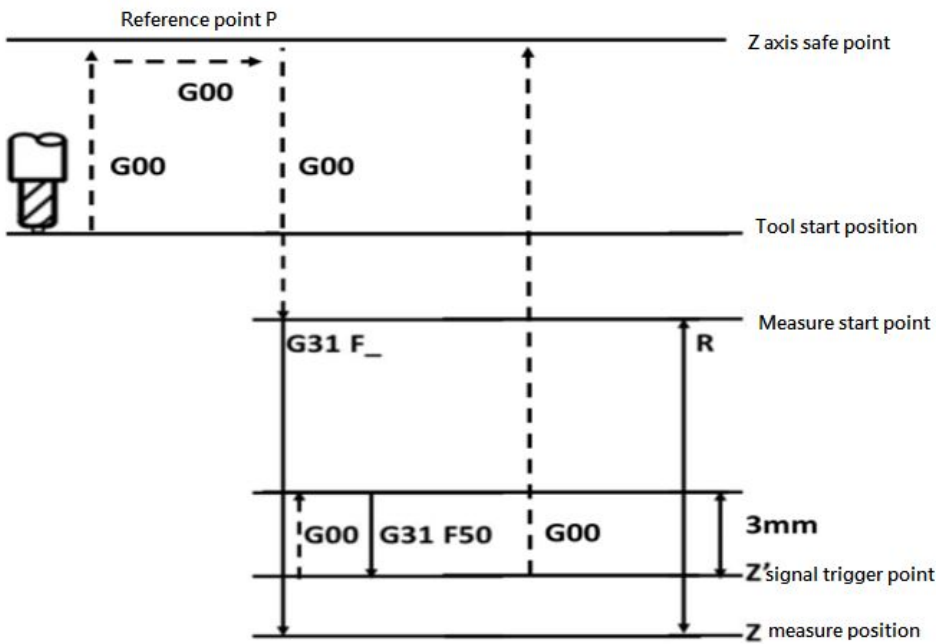 Reference point P
Z axis safe point
G00
G00
G00
Tool start position
Measure start point
G31 F_
R
G00
G31 F50
G00
3mm
Z' signal trigger point
Z measure position